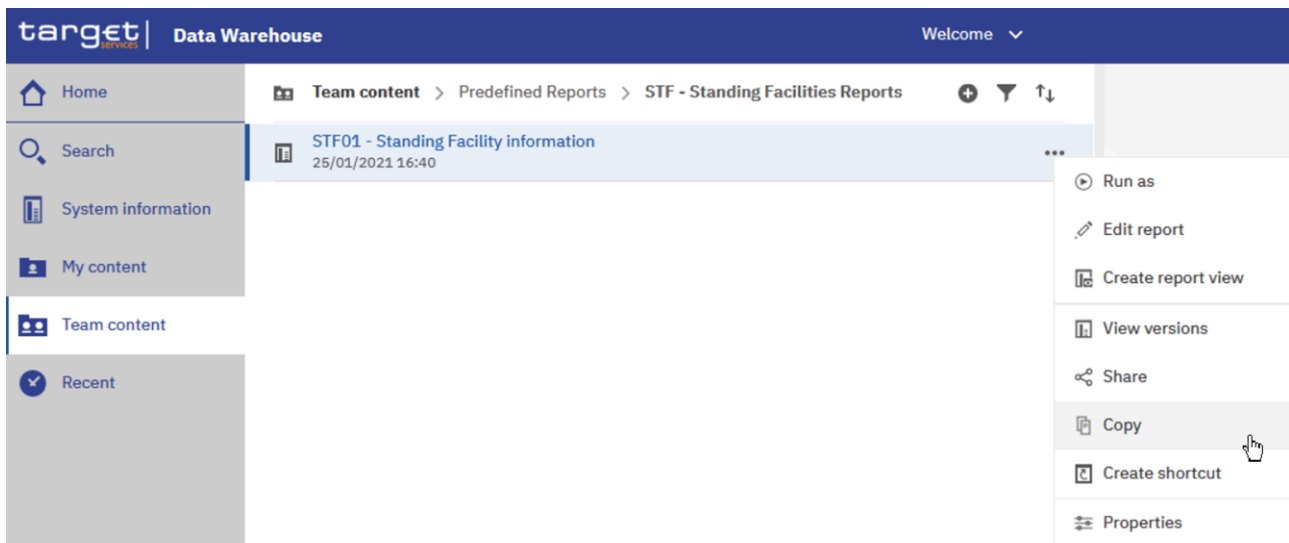 target services | Data Warehouse Welcome
Home
Team content > Predefined Reports > STF - Standing Facilities Reports
Search
STF01 - Standing Facility information
25/01/2021 16:40
System information
My content
Team content
Recent
Run as
Edit report
Create report view
View versions
Share
Copy
Create shortcut
Properties